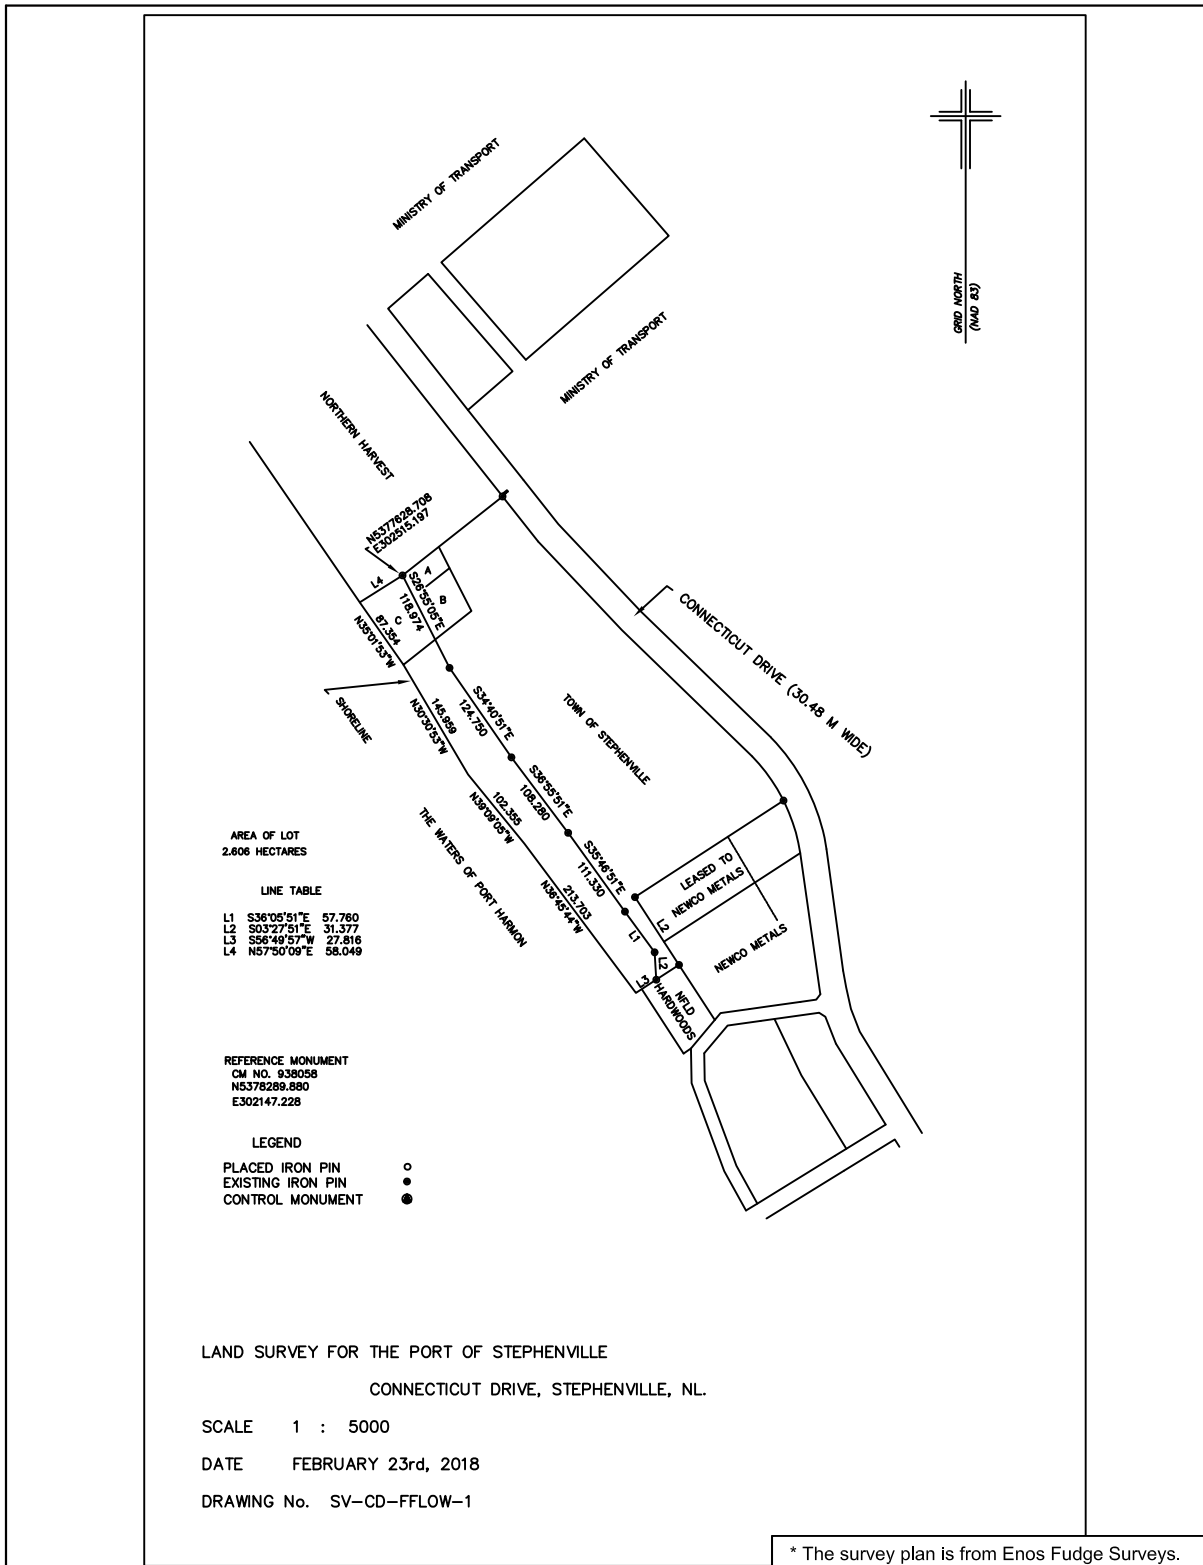 MINISTRY OF TRANSPORT
GRID NORTH
(NAD 83)
MINISTRY OF TRANSPORT
NORTHERN HARVEST
N5377628.708
E302515.197
L4
A
B
C
S26°55'05"E
118.974
87.354
N35°01'53"W
SHORELINE
145.959
N30°30'53"W
S34°40'51"E
124.750
TOWN OF STEPHENVILLE
CONNECTICUT DRIVE (30.48 M WIDE)
S36°55'51"E
108.280
102.355
N39°09'05"W
THE WATERS OF PORT HARMON
S35°46'51"E
111.330
213.703
N36°45'44"W
LEASED TO
NEWCO METALS
L2
NEWCO METALS
L1
L2
3
NFLD
HARDWOODS
AREA OF LOT
2.606 HECTARES
LINE TABLE
L1 S36°05'51"E 57.760
L2 S03°27'51"E 31.377
L3 S56°49'57"W 27.816
L4 N57°50'09"E 58.049
REFERENCE MONUMENT
CM NO. 938058
N5378289.880
E302147.228
LEGEND
PLACED IRON PIN
EXISTING IRON PIN
CONTROL MONUMENT
LAND SURVEY FOR THE PORT OF STEPHENVILLE
CONNECTICUT DRIVE, STEPHENVILLE, NL.
SCALE 1 : 5000
DATE FEBRUARY 23rd, 2018
DRAWING No. SV-CD-FFLOW-1
* The survey plan is from Enos Fudge Surveys.